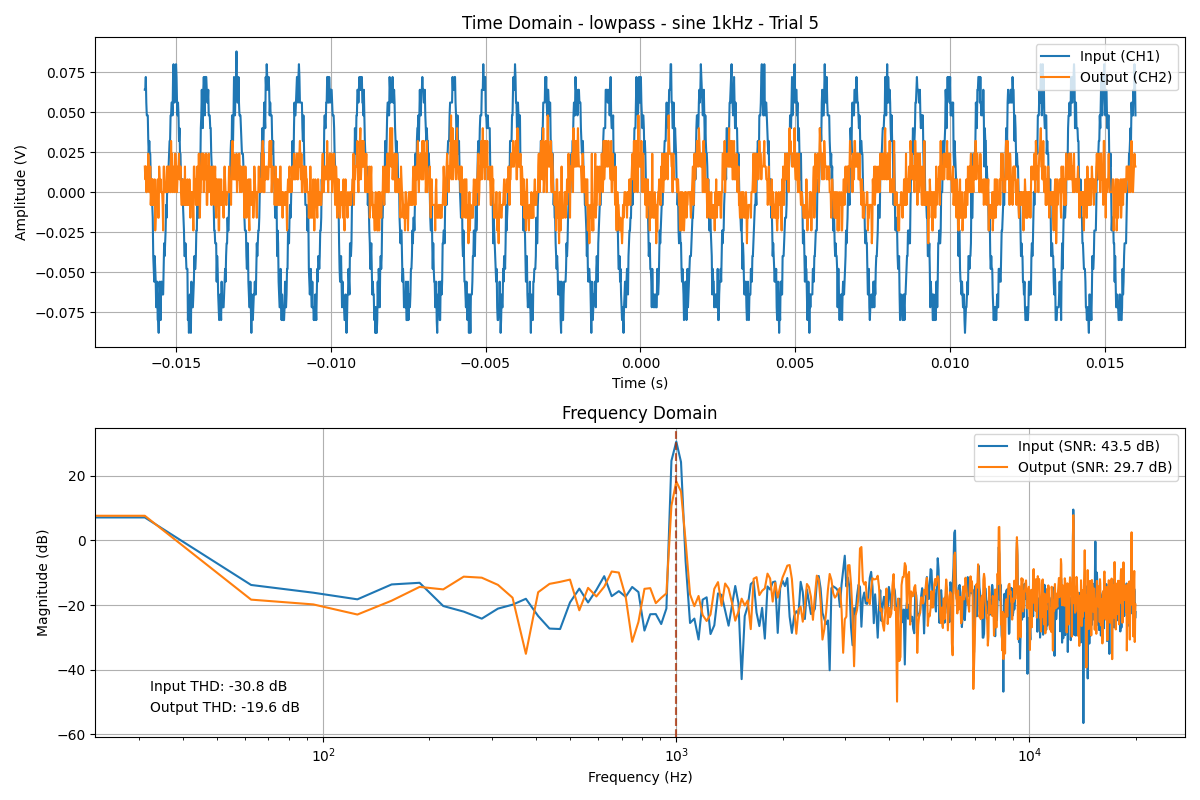 Time Domain - lowpass - sine 1kHz - Trial 5
Input (CH1)
Output (CH2)
0.075
0.050
0.025
0.000
−0.025
−0.050
−0.075
Amplitude (V)
−0.015
−0.010
−0.005
0.000
0.005
0.010
0.015
Time (s)
Frequency Domain
Input (SNR: 43.5 dB)
Output (SNR: 29.7 dB)
20
0
−20
−40
−60
Magnitude (dB)
Input THD: -30.8 dB
Output THD: -19.6 dB
10²
10³
10⁴
Frequency (Hz)